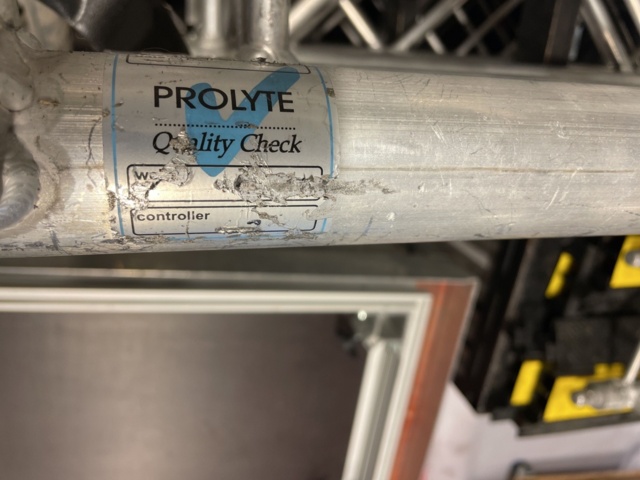 PROLYTE
Quality Check
controller